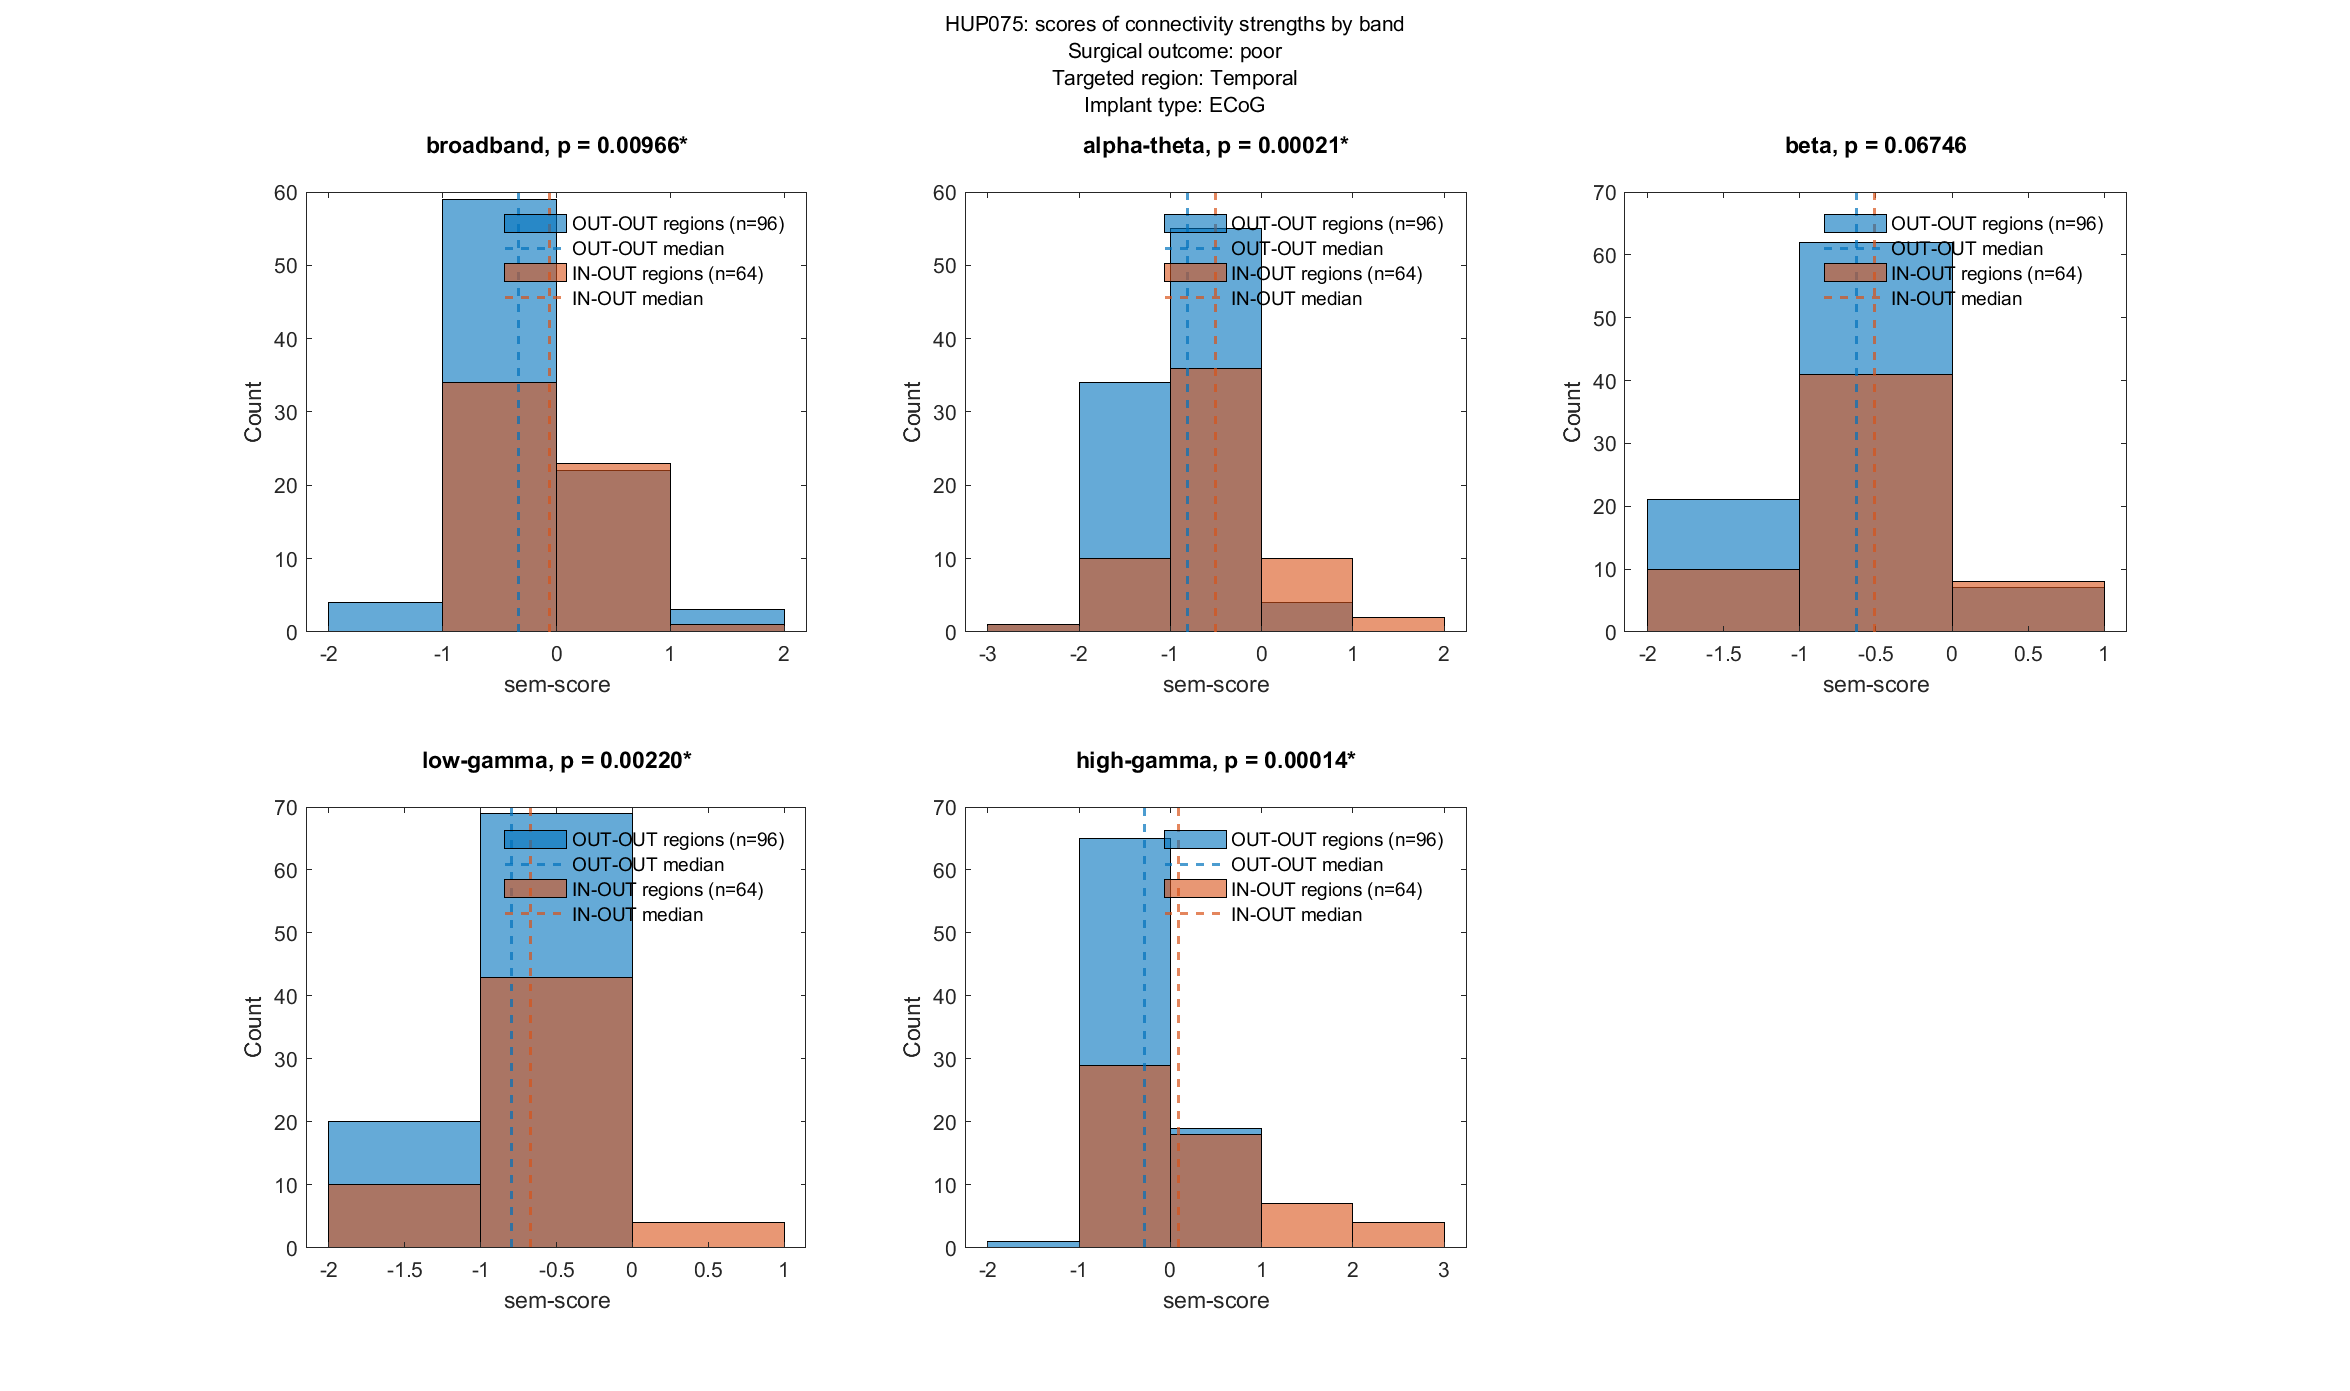 HUP075: scores of connectivity strengths by band
Surgical outcome: poor
Targeted region: Temporal
Implant type: ECoG
broadband, p = 0.00966*
60
50
40
30
20
10
0
Count
-2 -1 0 1 2
sem-score
OUT-OUT regions (n=96)
OUT-OUT median
IN-OUT regions (n=64)
IN-OUT median
alpha-theta, p = 0.00021*
60
50
40
30
20
10
0
Count
-3 -2 -1 0 1 2
sem-score
OUT-OUT regions (n=96)
OUT-OUT median
IN-OUT regions (n=64)
IN-OUT median
beta, p = 0.06746
70
60
50
40
30
20
10
0
Count
-2 -1.5 -1 -0.5 0 0.5 1
sem-score
OUT-OUT regions (n=96)
OUT-OUT median
IN-OUT regions (n=64)
IN-OUT median
low-gamma, p = 0.00220*
70
60
50
40
30
20
10
0
Count
-2 -1.5 -1 -0.5 0 0.5 1
sem-score
OUT-OUT regions (n=96)
OUT-OUT median
IN-OUT regions (n=64)
IN-OUT median
high-gamma, p = 0.00014*
70
60
50
40
30
20
10
0
Count
-2 -1 0 1 2 3
sem-score
OUT-OUT regions (n=96)
OUT-OUT median
IN-OUT regions (n=64)
IN-OUT median